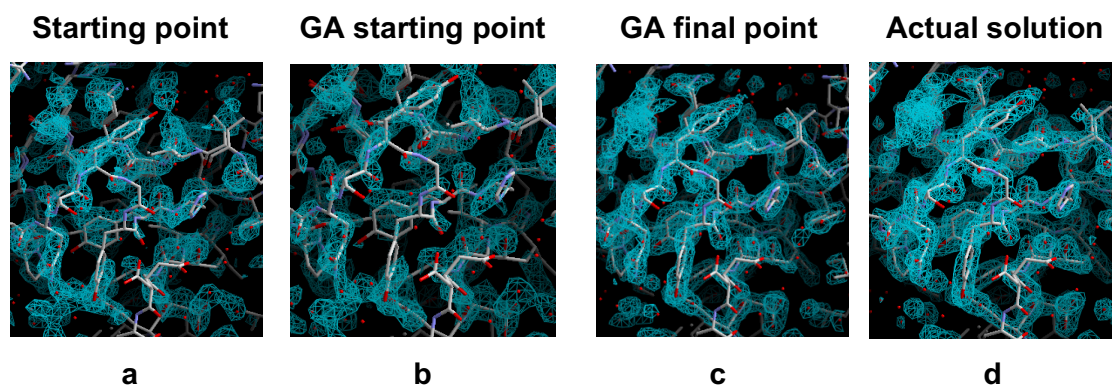 Starting point GA starting point GA final point Actual solution
a b c d